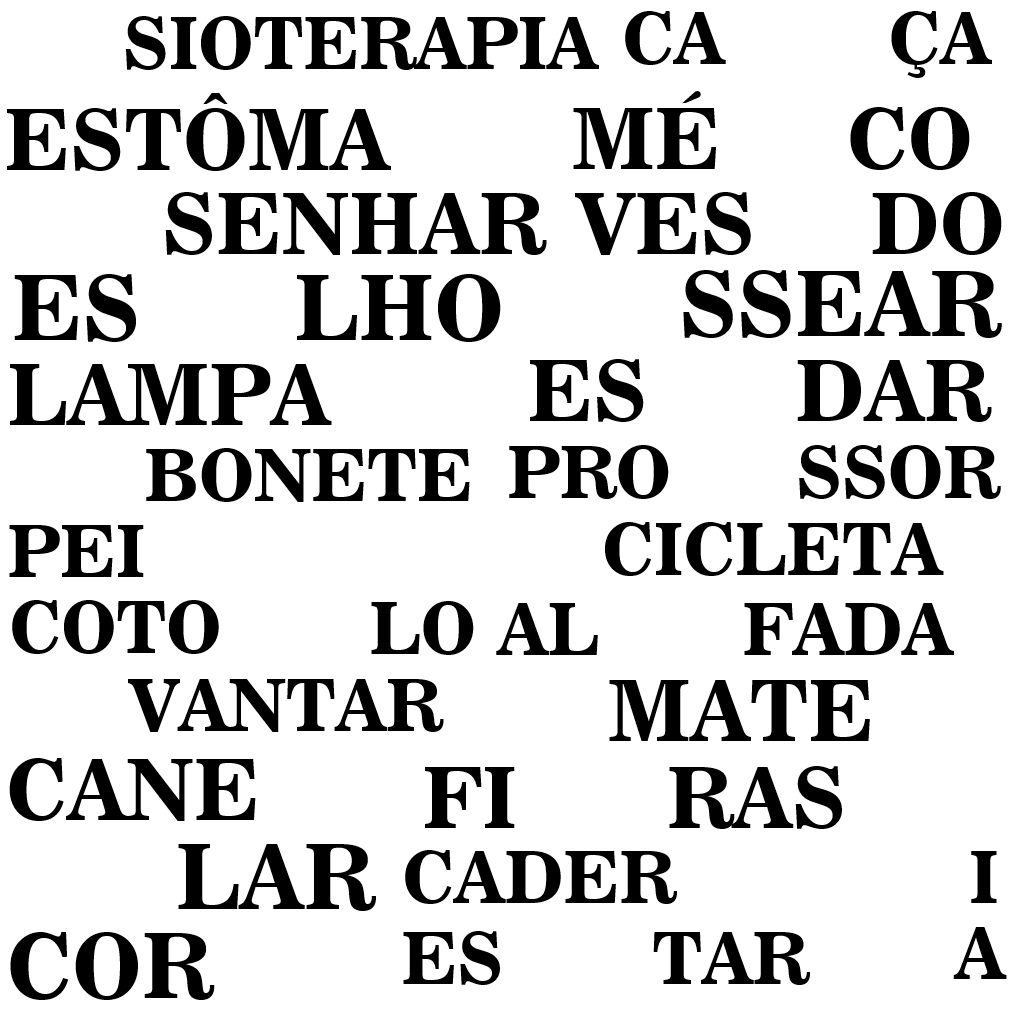 SIOTERAPIA CA ÇA
ESTÔMA MÉ CO
SENHAR VES DO
ES LHO SSEAR
LAMPA ES DAR
BONETE PRO SSOR
PEI CICLETA
COTO LO AL FADA
VANTAR MATE
CANE FI RAS
LAR CADER I
COR ES TAR A